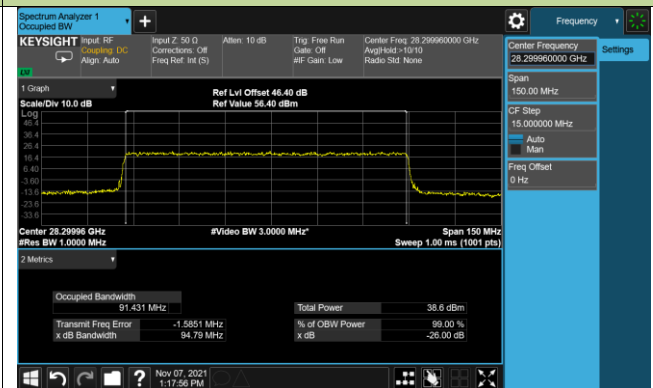 Spectrum Analyzer 1
Occupied BW
Frequency
KEYSIGHT
Input: RF
Coupling: DC
Align: Auto
Input Z: 50 Ω
Corrections: Off
Freq Ref: Int (S)
Atten: 10 dB
Trig: Free Run
Gate: Off
#IF Gain: Low
Center Freq: 28.299960000 GHz
Avg|Hold:>10/10
Radio Std: None
Center Frequency
28.299960000 GHz
Settings
Span
150.00 MHz
CF Step
15.000000 MHz
Auto
Man
Freq Offset
0 Hz
1 Graph
Scale/Div 10.0 dB
Ref Lvl Offset 46.40 dB
Ref Value 56.40 dBm
Log
46.4
36.4
26.4
16.4
6.40
-3.60
-13.6
-23.6
-33.6
Center 28.29996 GHz
#Res BW 1.0000 MHz
#Video BW 3.0000 MHz*
Span 150 MHz
Sweep 1.00 ms (1001 pts)
2 Metrics
Occupied Bandwidth
91.431 MHz
Total Power 38.6 dBm
Transmit Freq Error -1.5851 MHz
% of OBW Power 99.00 %
x dB Bandwidth 94.79 MHz
x dB -26.00 dB
Nov 07, 2021
1:17:56 PM